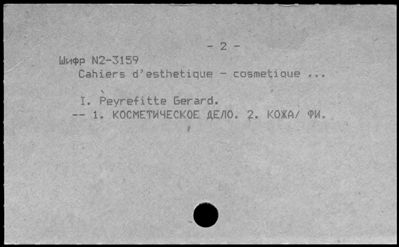 - 2 -
Шифр N2-3159
Cahiers d'esthetique - cosmetique ...
I. Peyrefitte Gerard.
-- 1. КОСМЕТИЧЕСКОЕ ДЕЛО. 2. КОЖА/ ФИ.